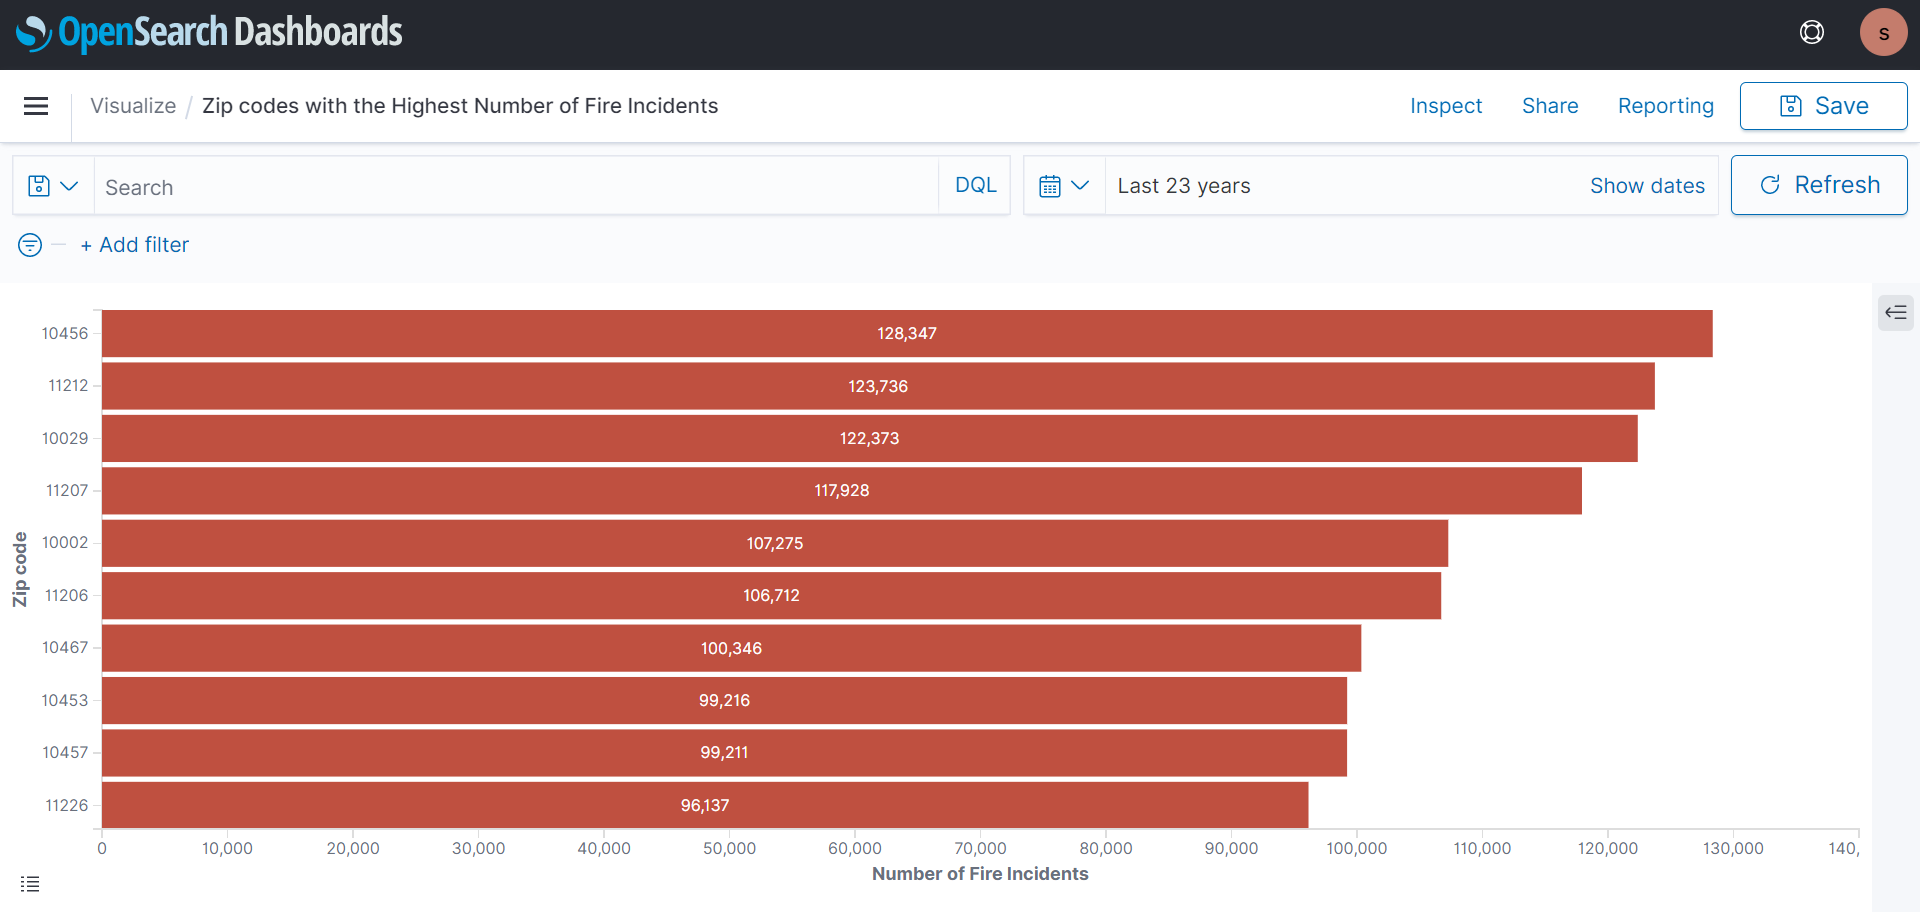 OpenSearch Dashboards
s
Visualize / Zip codes with the Highest Number of Fire Incidents
Inspect
Share
Reporting
Save
Search
DQL
Last 23 years
Show dates
Refresh
+ Add filter
Zip code
10456
128,347
11212
123,736
10029
122,373
11207
117,928
10002
107,275
11206
106,712
10467
100,346
10453
99,216
10457
99,211
11226
96,137
0 10,000 20,000 30,000 40,000 50,000 60,000 70,000 80,000 90,000 100,000 110,000 120,000 130,000 140,
Number of Fire Incidents